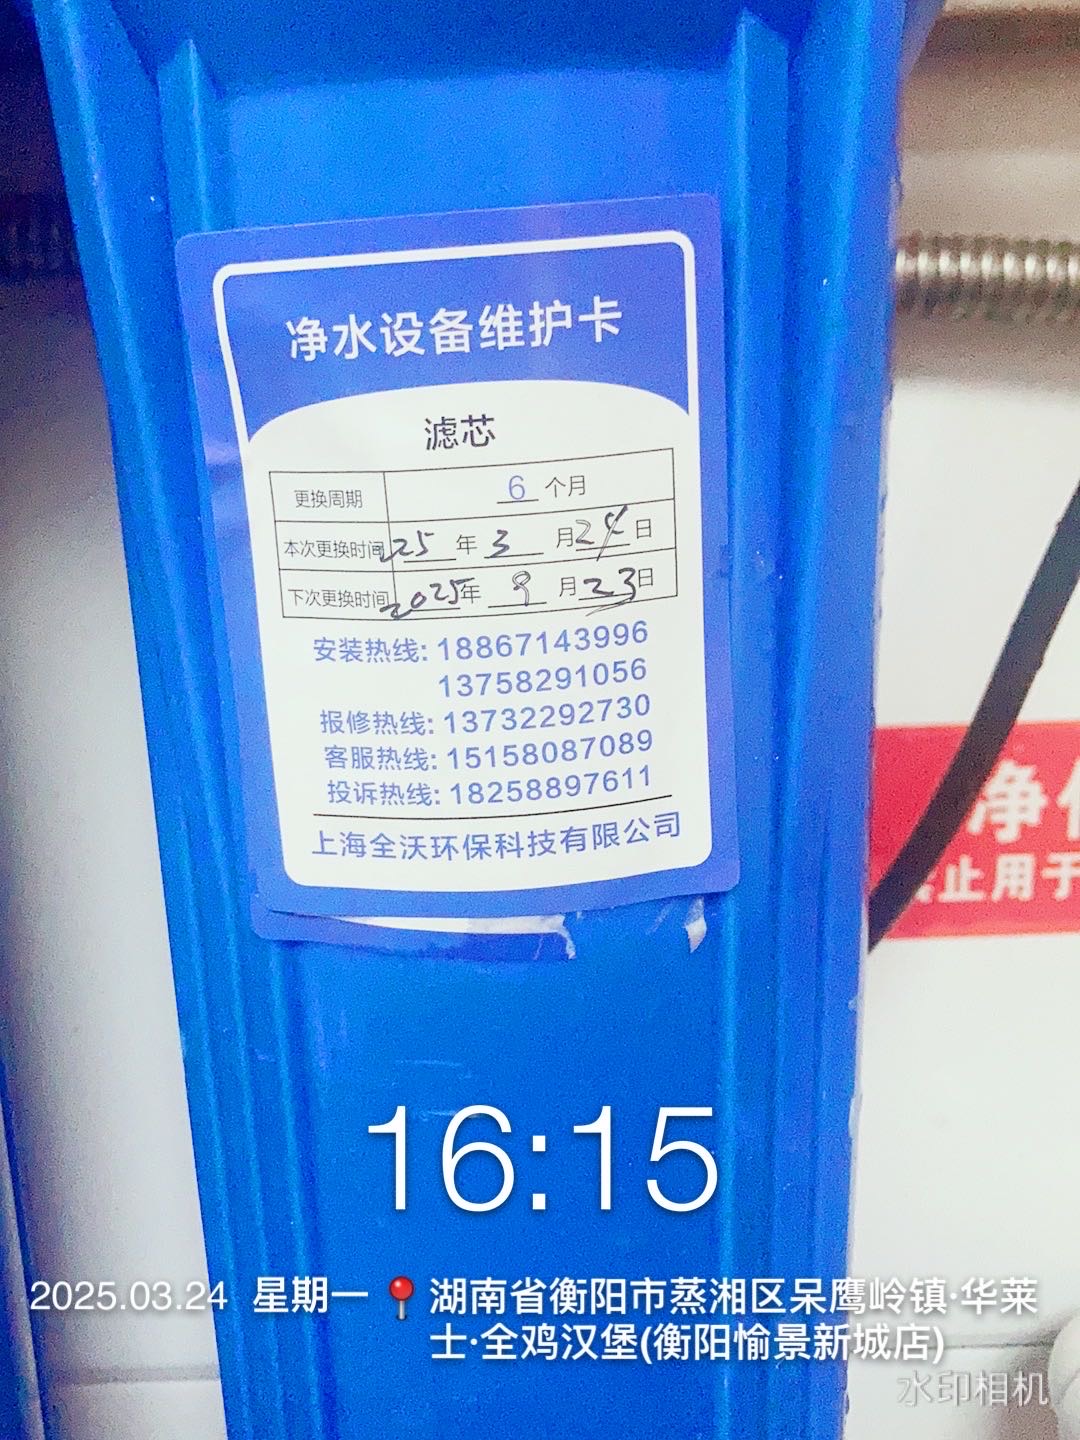 净水设备维护卡
滤芯
更换周期 6 个月
本次更换时间 25 年 3 月 24 日
下次更换时间 2025 年 9 月 23 日
安装热线: 18867143996
13758291056
报修热线: 13732292730
客服热线: 15158087089
投诉热线: 18258897611
上海全沃环保科技有限公司
净
止用于
16:15
2025.03.24 星期一 湖南省衡阳市蒸湘区呆鹰岭镇·华莱
士·全鸡汉堡(衡阳愉景新城店)
水印相机